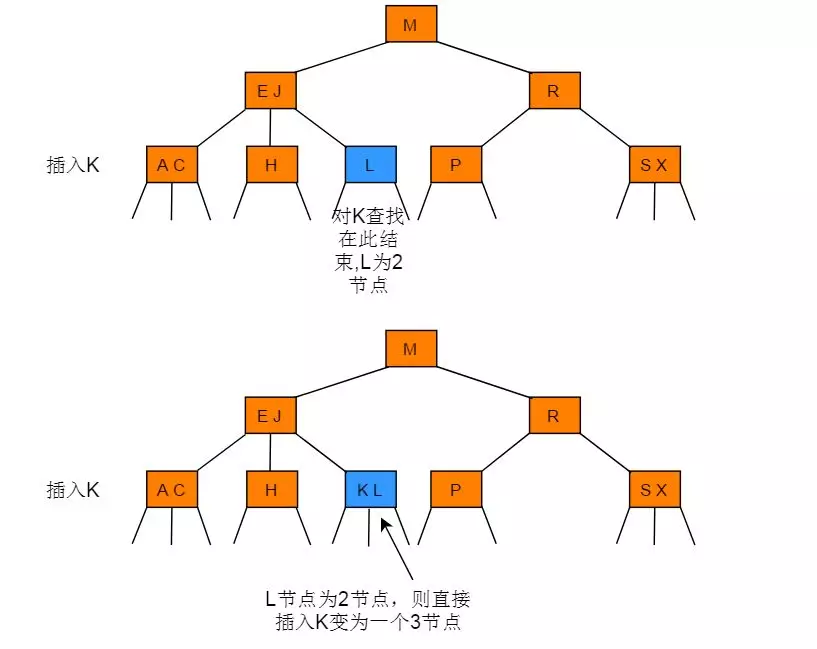 M
E J
R
插入K
A C
H
L
P
S X
对K查找
在此结
束,L为2
节点
M
E J
R
插入K
A C
H
K L
P
S X
L节点为2节点，则直接
插入K变为一个3节点